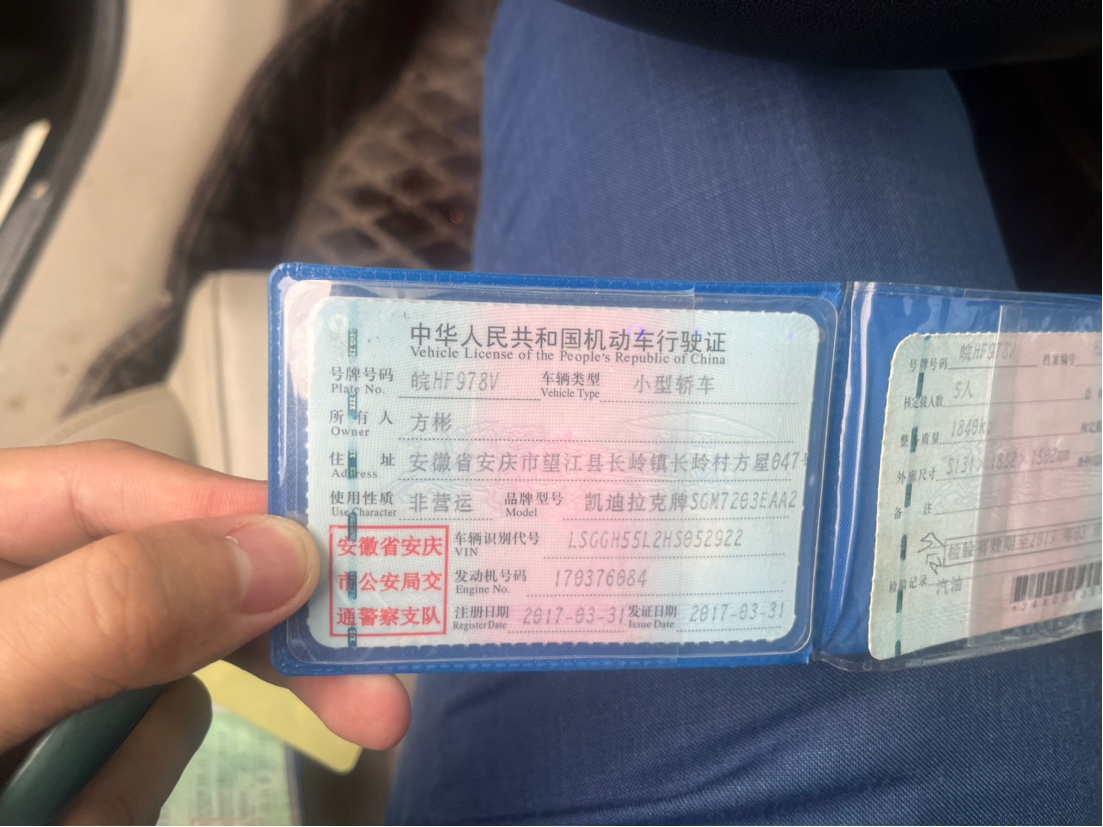 中华人民共和国机动车行驶证
Vehicle License of the People's Republic of China
号牌号码 皖HF978V 车辆类型 小型轿车
Plate No. Vehicle Type
所有人 方彬
Owner
住址 安徽省安庆市望江县长岭镇长岭村方屋047号
Address
使用性质 非营运 品牌型号 凯迪拉克牌SGM7203EAA2
Use Character Model
安徽省安庆
市公安局交
通警察支队
车辆识别代号 LSGGH55L2HS052922
VIN
发动机号码 170376084
Engine No.
注册日期 2017-03-31 发证日期 2017-03-31
Register Date Issue Date
号牌号码 皖HF978V 档案编号
核定载人数 5人
整备质量 1840kg
外廓尺寸
备注
检验记录 汽油